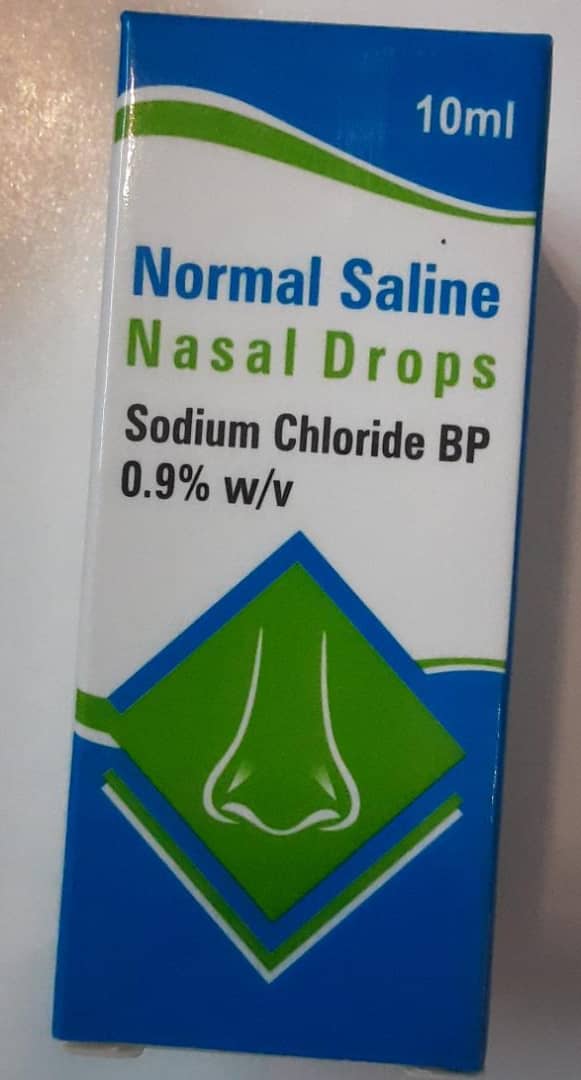 10ml
Normal Saline
Nasal Drops
Sodium Chloride BP
0.9% w/v